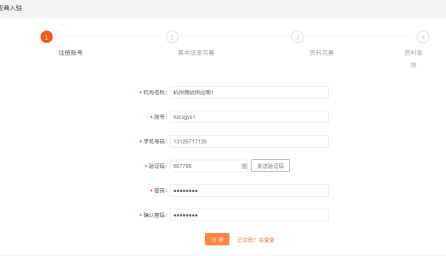 应商入驻
1
2
3
4
注册账号
基本信息完善
资料完善
资料审
核
* 机构名称: 杭州测试供应商1
* 账号: hzcsgys1
* 手机号码: 13126717126
* 验证码: 667788
发送验证码
* 密码: ●●●●●●●●
* 确认密码: ●●●●●●●●
注 册
已注册? 去登录